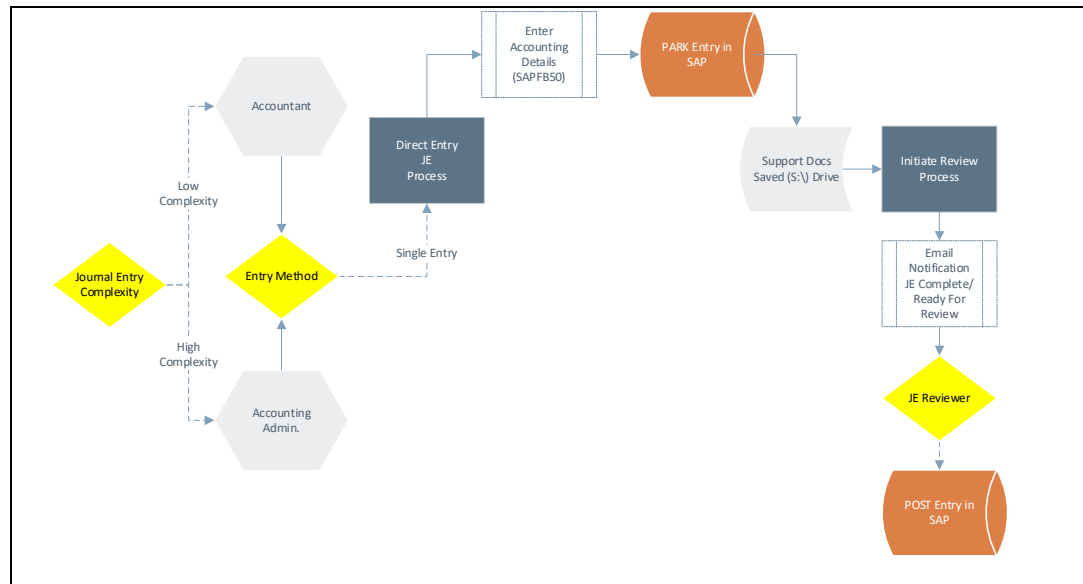 Enter
Accounting
Details
(SAPFB50)
PARK Entry in
SAP
Accountant
Direct Entry
JE
Process
Support Docs
Saved (S:\) Drive
Initiate Review
Process
Low
Complexity
Single Entry
Journal Entry
Complexity
Entry Method
Email
Notification
JE Complete/
Ready For
Review
High
Complexity
JE Reviewer
Accounting
Admin.
POST Entry in
SAP